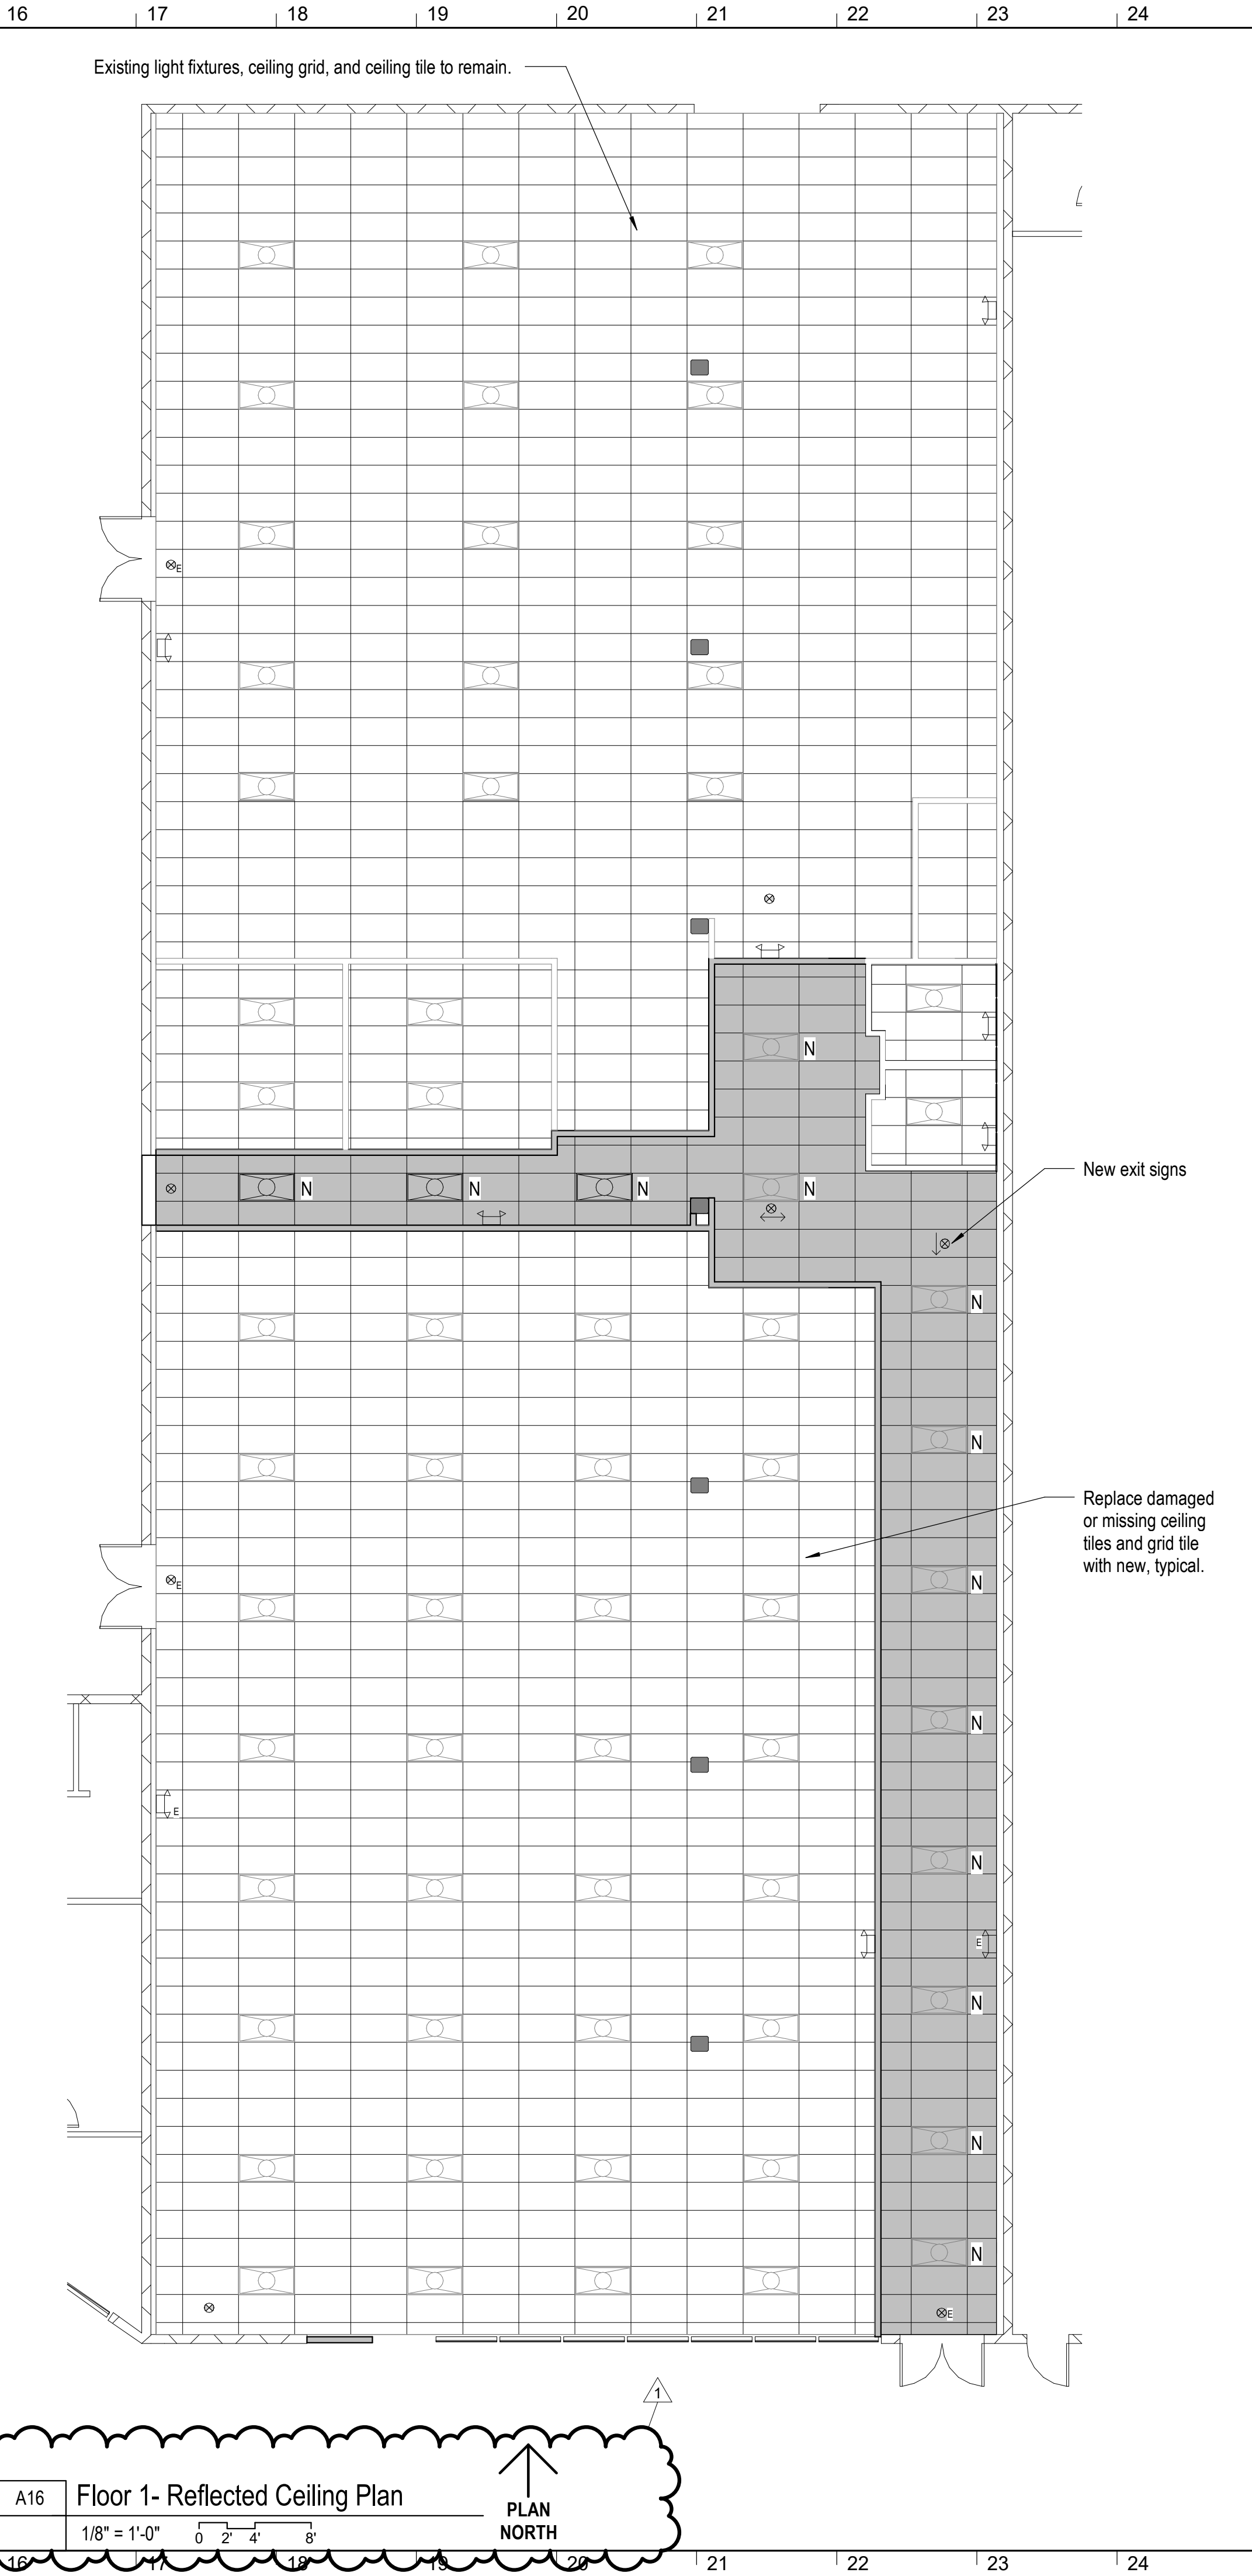 16 17 18 19 20 21 22 23 24
Existing light fixtures, ceiling grid, and ceiling tile to remain.
E
N
New exit signs
N N N N
N
N
Replace damaged
or missing ceiling
tiles and grid tile
with new, typical.
E
N
N
E
N
E
N
N
N
E
1
A16 Floor 1- Reflected Ceiling Plan
PLAN
NORTH
1/8" = 1'-0" 0 2' 4' 8'
16 17 18 19 20 21 22 23 24